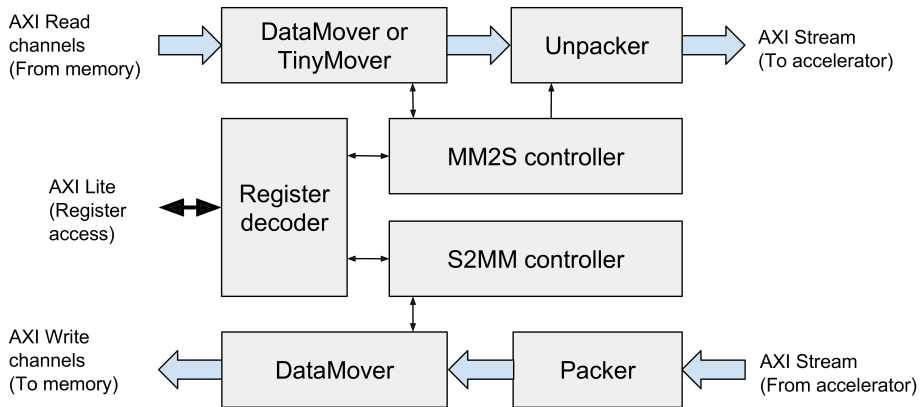 AXI Read
channels
(From memory)
DataMover or
TinyMover
Unpacker
AXI Stream
(To accelerator)
MM2S controller
AXI Lite
(Register
access)
Register
decoder
S2MM controller
AXI Write
channels
(To memory)
DataMover
Packer
AXI Stream
(From accelerator)